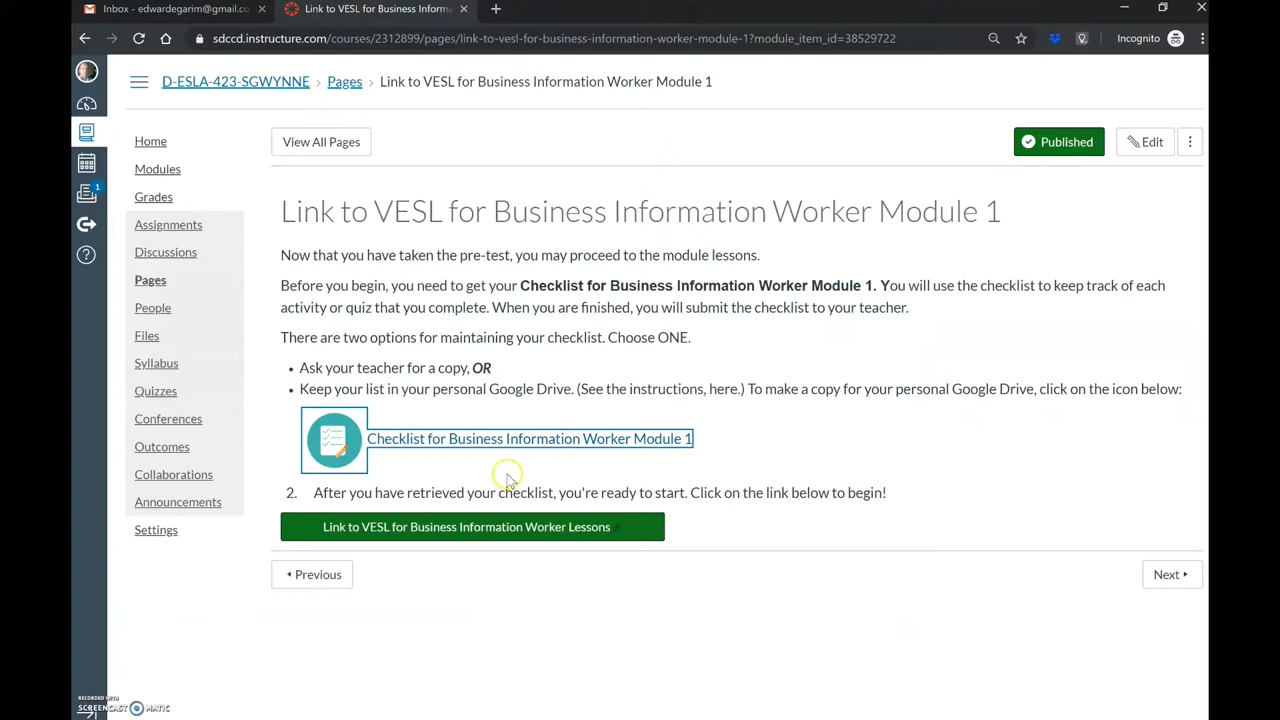 Inbox - edwardegarim@gmail.co
Link to VESL for Business Informa
sdccd.instructure.com/courses/2312899/pages/link-to-vesl-for-business-information-worker-module-1?module_item_id=38529722
Incognito
D-ESLA-423-SGWYNNE > Pages > Link to VESL for Business Information Worker Module 1
1
Home
Modules
Grades
Assignments
Discussions
Pages
People
Files
Syllabus
Quizzes
Conferences
Outcomes
Collaborations
Announcements
Settings
View All Pages
Published
Edit
Link to VESL for Business Information Worker Module 1
Now that you have taken the pre-test, you may proceed to the module lessons.
Before you begin, you need to get your Checklist for Business Information Worker Module 1. You will use the checklist to keep track of each
activity or quiz that you complete. When you are finished, you will submit the checklist to your teacher.
There are two options for maintaining your checklist. Choose ONE.
• Ask your teacher for a copy, OR
• Keep your list in your personal Google Drive. (See the instructions, here.) To make a copy for your personal Google Drive, click on the icon below:
Checklist for Business Information Worker Module 1
2. After you have retrieved your checklist, you're ready to start. Click on the link below to begin!
Link to VESL for Business Information Worker Lessons
Previous
Next
RECORDED WITH
SCREENCAST MATIC